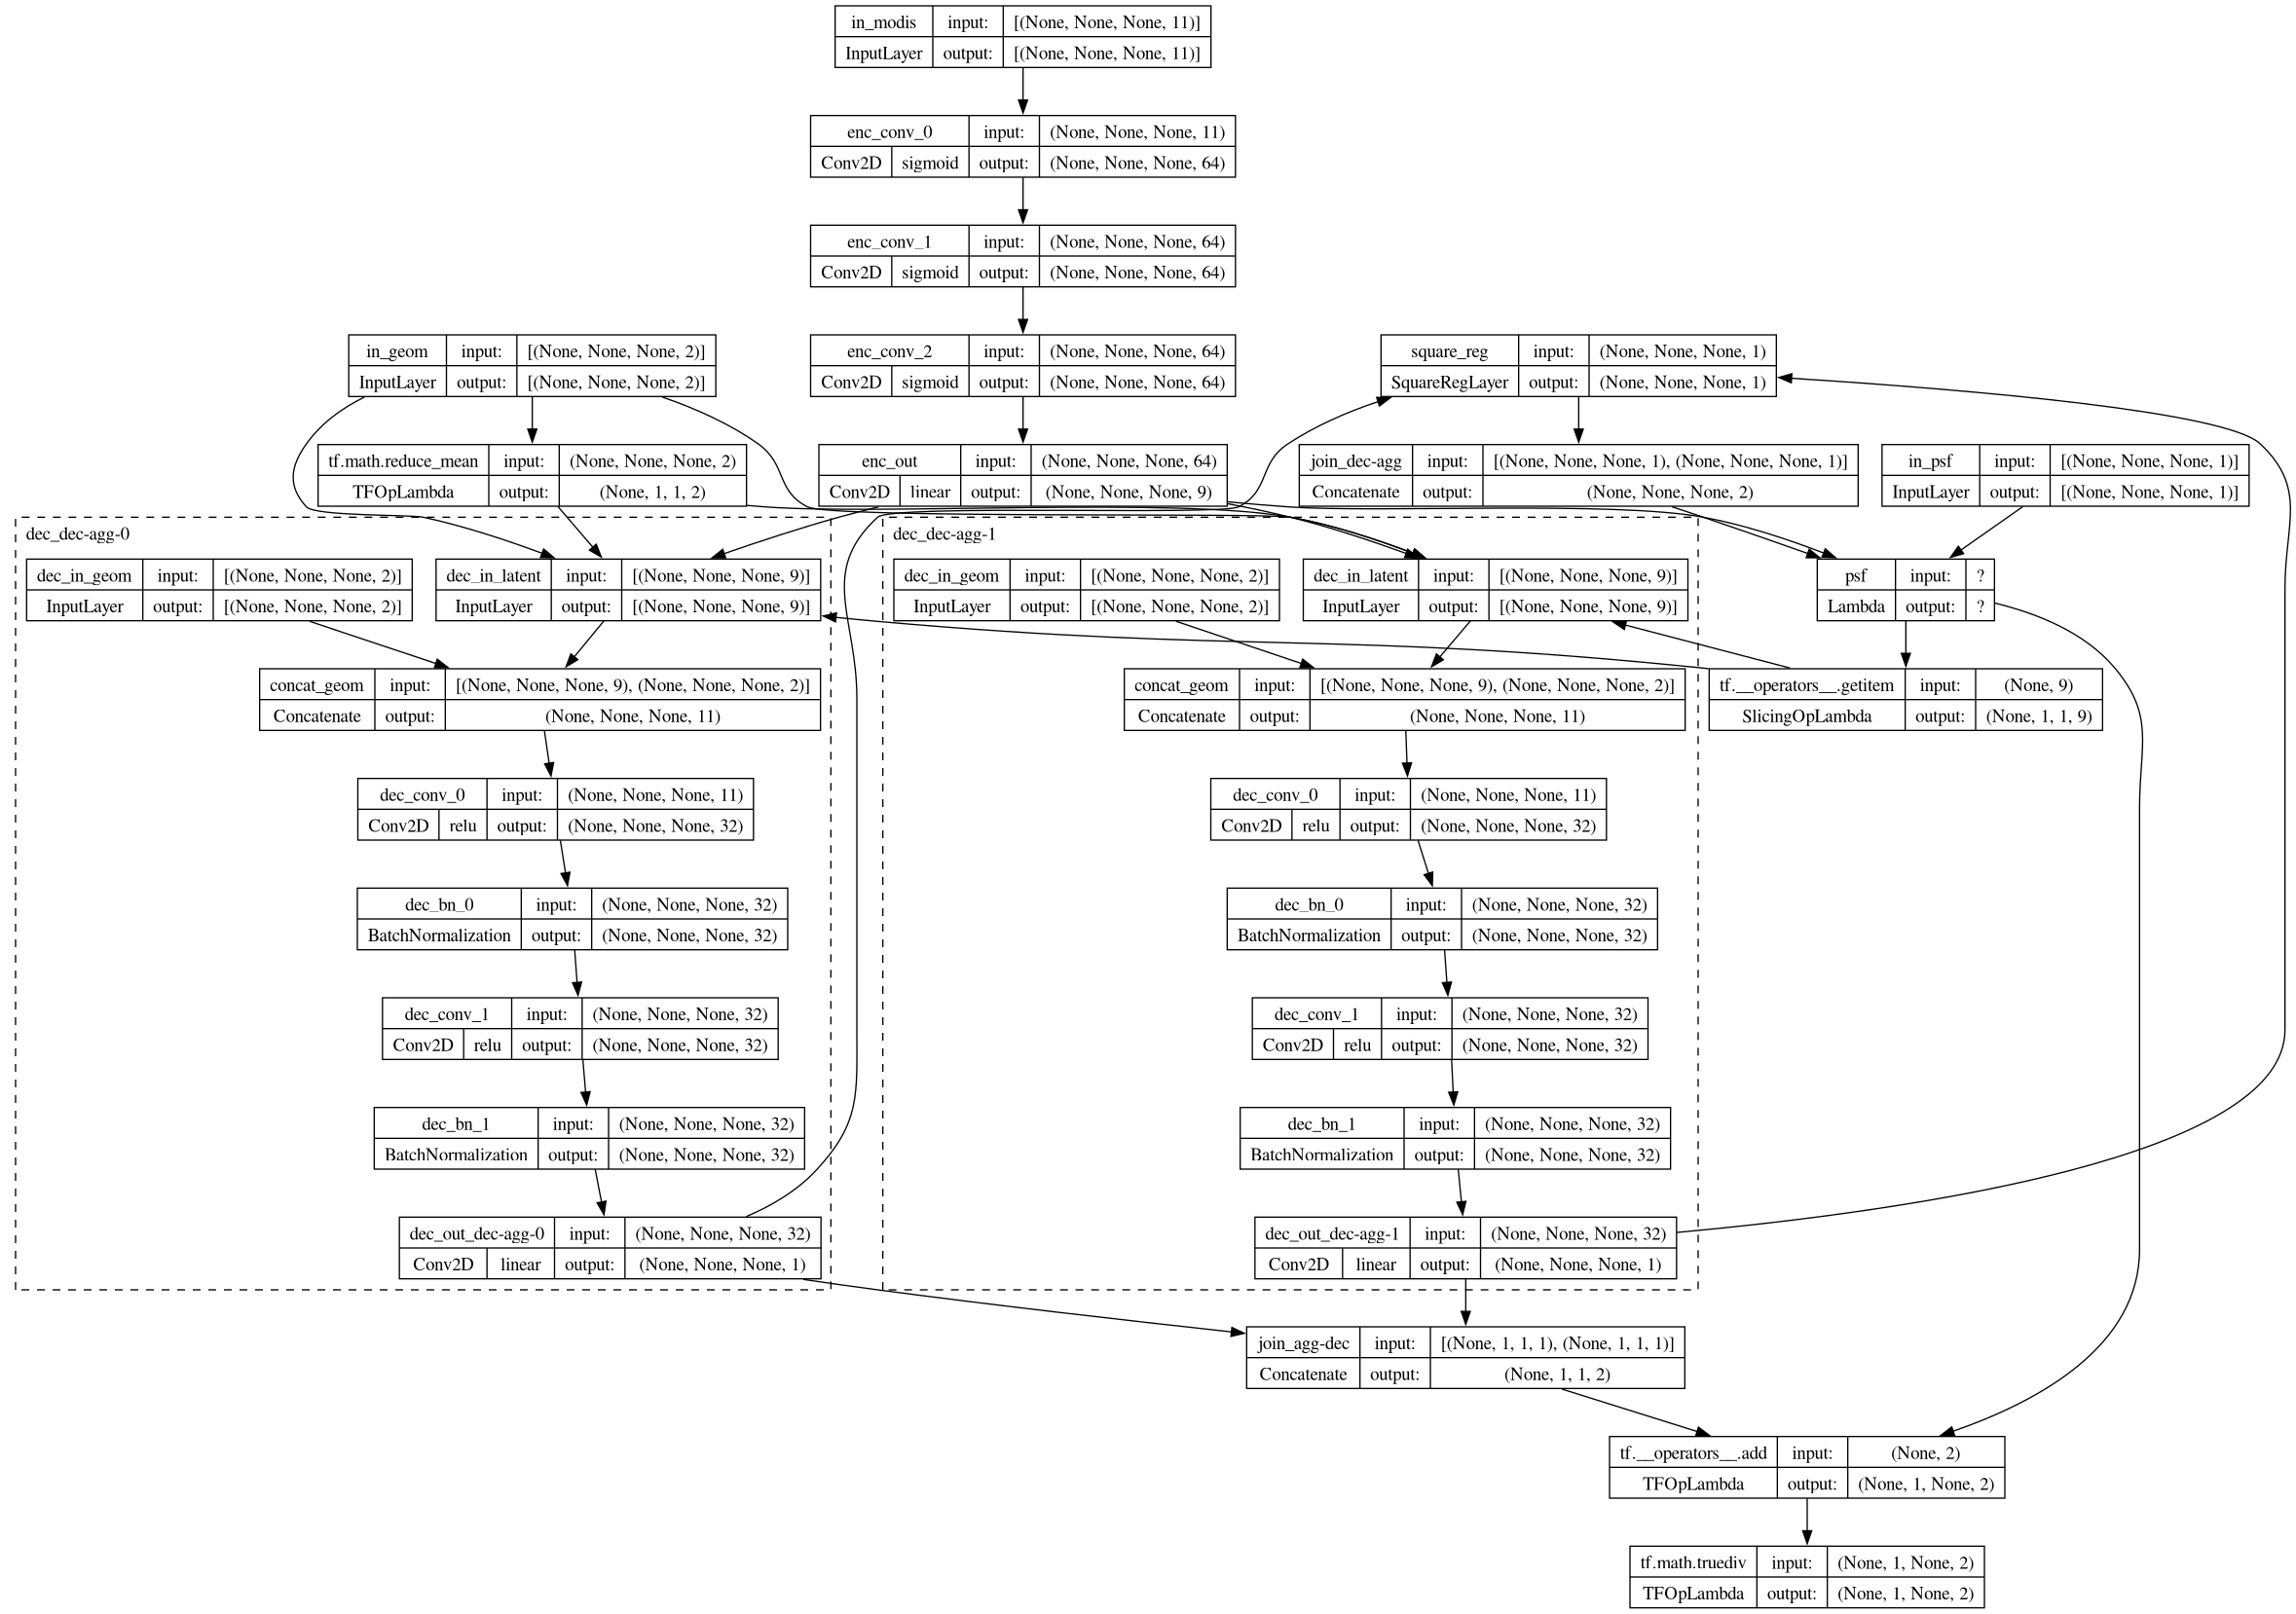 in_modis input: [(None, None, None, 11)]
InputLayer output: [(None, None, None, 11)]
enc_conv_0 input: (None, None, None, 11)
Conv2D sigmoid output: (None, None, None, 64)
enc_conv_1 input: (None, None, None, 64)
Conv2D sigmoid output: (None, None, None, 64)
in_geom input: [(None, None, None, 2)]
InputLayer output: [(None, None, None, 2)]
enc_conv_2 input: (None, None, None, 64)
Conv2D sigmoid output: (None, None, None, 64)
square_reg input: (None, None, None, 1)
SquareRegLayer output: (None, None, None, 1)
tf.math.reduce_mean input: (None, None, None, 2)
TFOpLambda output: (None, 1, 1, 2)
enc_out input: (None, None, None, 64)
Conv2D linear output: (None, None, None, 9)
join_dec-agg input: [(None, None, None, 1), (None, None, None, 1)]
Concatenate output: (None, None, None, 2)
in_psf input: [(None, None, None, 1)]
InputLayer output: [(None, None, None, 1)]
dec_dec-agg-0
dec_in_geom input: [(None, None, None, 2)]
InputLayer output: [(None, None, None, 2)]
dec_in_latent input: [(None, None, None, 9)]
InputLayer output: [(None, None, None, 9)]
concat_geom input: [(None, None, None, 9), (None, None, None, 2)]
Concatenate output: (None, None, None, 11)
dec_conv_0 input: (None, None, None, 11)
Conv2D relu output: (None, None, None, 32)
dec_bn_0 input: (None, None, None, 32)
BatchNormalization output: (None, None, None, 32)
dec_conv_1 input: (None, None, None, 32)
Conv2D relu output: (None, None, None, 32)
dec_bn_1 input: (None, None, None, 32)
BatchNormalization output: (None, None, None, 32)
dec_out_dec-agg-0 input: (None, None, None, 32)
Conv2D linear output: (None, None, None, 1)
dec_dec-agg-1
dec_in_geom input: [(None, None, None, 2)]
InputLayer output: [(None, None, None, 2)]
dec_in_latent input: [(None, None, None, 9)]
InputLayer output: [(None, None, None, 9)]
concat_geom input: [(None, None, None, 9), (None, None, None, 2)]
Concatenate output: (None, None, None, 11)
dec_conv_0 input: (None, None, None, 11)
Conv2D relu output: (None, None, None, 32)
dec_bn_0 input: (None, None, None, 32)
BatchNormalization output: (None, None, None, 32)
dec_conv_1 input: (None, None, None, 32)
Conv2D relu output: (None, None, None, 32)
dec_bn_1 input: (None, None, None, 32)
BatchNormalization output: (None, None, None, 32)
dec_out_dec-agg-1 input: (None, None, None, 32)
Conv2D linear output: (None, None, None, 1)
psf input: ?
Lambda output: ?
tf.__operators__.getitem input: (None, 9)
SlicingOpLambda output: (None, 1, 1, 9)
join_agg-dec input: [(None, 1, 1, 1), (None, 1, 1, 1)]
Concatenate output: (None, 1, 1, 2)
tf.__operators__.add input: (None, 2)
TFOpLambda output: (None, 1, None, 2)
tf.math.truediv input: (None, 1, None, 2)
TFOpLambda output: (None, 1, None, 2)